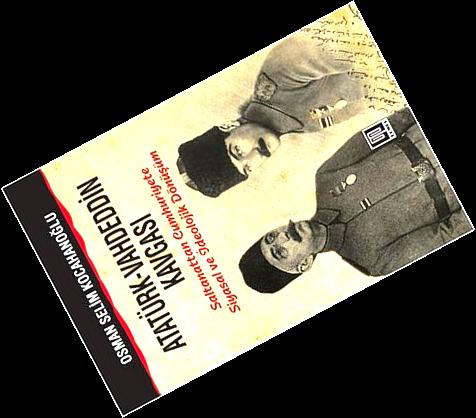 OSMAN SELİM KOCAHANOĞLU
ATATÜRK-VAHDEDDİN
KAVGASI
Saltanattan Cumhuriyete
Siyasal ve İdeolojik Dönüşüm